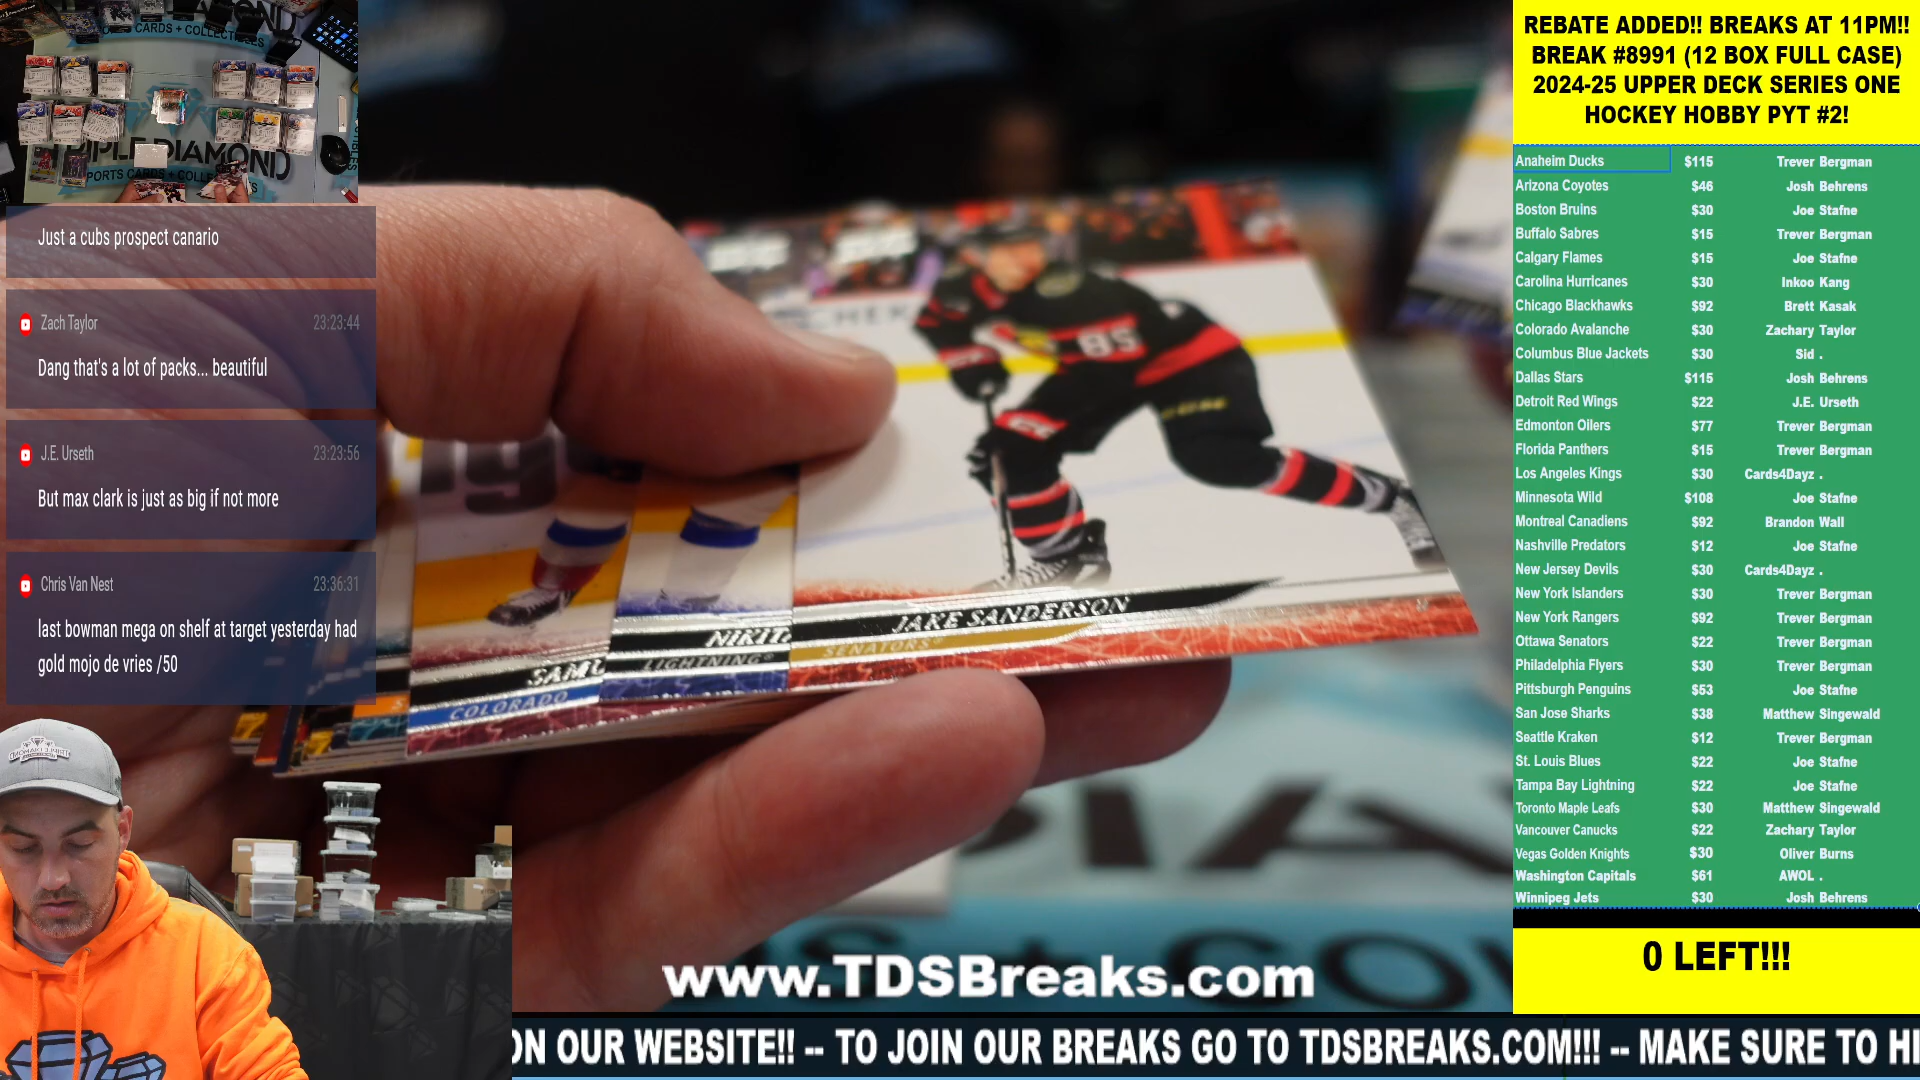 CARDS + COLLECTIBLES
DIAMOND
Just a cubs prospect canario
Zach Taylor 23:23:44
Dang that's a lot of packs... beautiful
J.E. Urseth 23:23:56
But max clark is just as big if not more
Chris Van Nest 23:36:31
last bowman mega on shelf at target yesterday had
gold mojo de vries /50
85
JAKE SANDERSON
SENATORS
NIKIT
LIGHTNING
SAMU
COLORADO
www.TDSBreaks.com
ON OUR WEBSITE!! -- TO JOIN OUR BREAKS GO TO TDSBREAKS.COM!!! -- MAKE SURE TO HI
REBATE ADDED!! BREAKS AT 11PM!!
BREAK #8991 (12 BOX FULL CASE)
2024-25 UPPER DECK SERIES ONE
HOCKEY HOBBY PYT #2!
Anaheim Ducks $115 Trever Bergman
Arizona Coyotes $46 Josh Behrens
Boston Bruins $30 Joe Stafne
Buffalo Sabres $15 Trever Bergman
Calgary Flames $15 Joe Stafne
Carolina Hurricanes $30 Inkoo Kang
Chicago Blackhawks $92 Brett Kasak
Colorado Avalanche $30 Zachary Taylor
Columbus Blue Jackets $30 Sid .
Dallas Stars $115 Josh Behrens
Detroit Red Wings $22 J.E. Urseth
Edmonton Oilers $77 Trever Bergman
Florida Panthers $15 Trever Bergman
Los Angeles Kings $30 Cards4Dayz .
Minnesota Wild $108 Joe Stafne
Montreal Canadiens $92 Brandon Wall
Nashville Predators $12 Joe Stafne
New Jersey Devils $30 Cards4Dayz .
New York Islanders $30 Trever Bergman
New York Rangers $92 Trever Bergman
Ottawa Senators $22 Trever Bergman
Philadelphia Flyers $30 Trever Bergman
Pittsburgh Penguins $53 Joe Stafne
San Jose Sharks $38 Matthew Singewald
Seattle Kraken $12 Trever Bergman
St. Louis Blues $22 Joe Stafne
Tampa Bay Lightning $22 Joe Stafne
Toronto Maple Leafs $30 Matthew Singewald
Vancouver Canucks $22 Zachary Taylor
Vegas Golden Knights $30 Oliver Burns
Washington Capitals $61 AWOL .
Winnipeg Jets $30 Josh Behrens
0 LEFT!!!